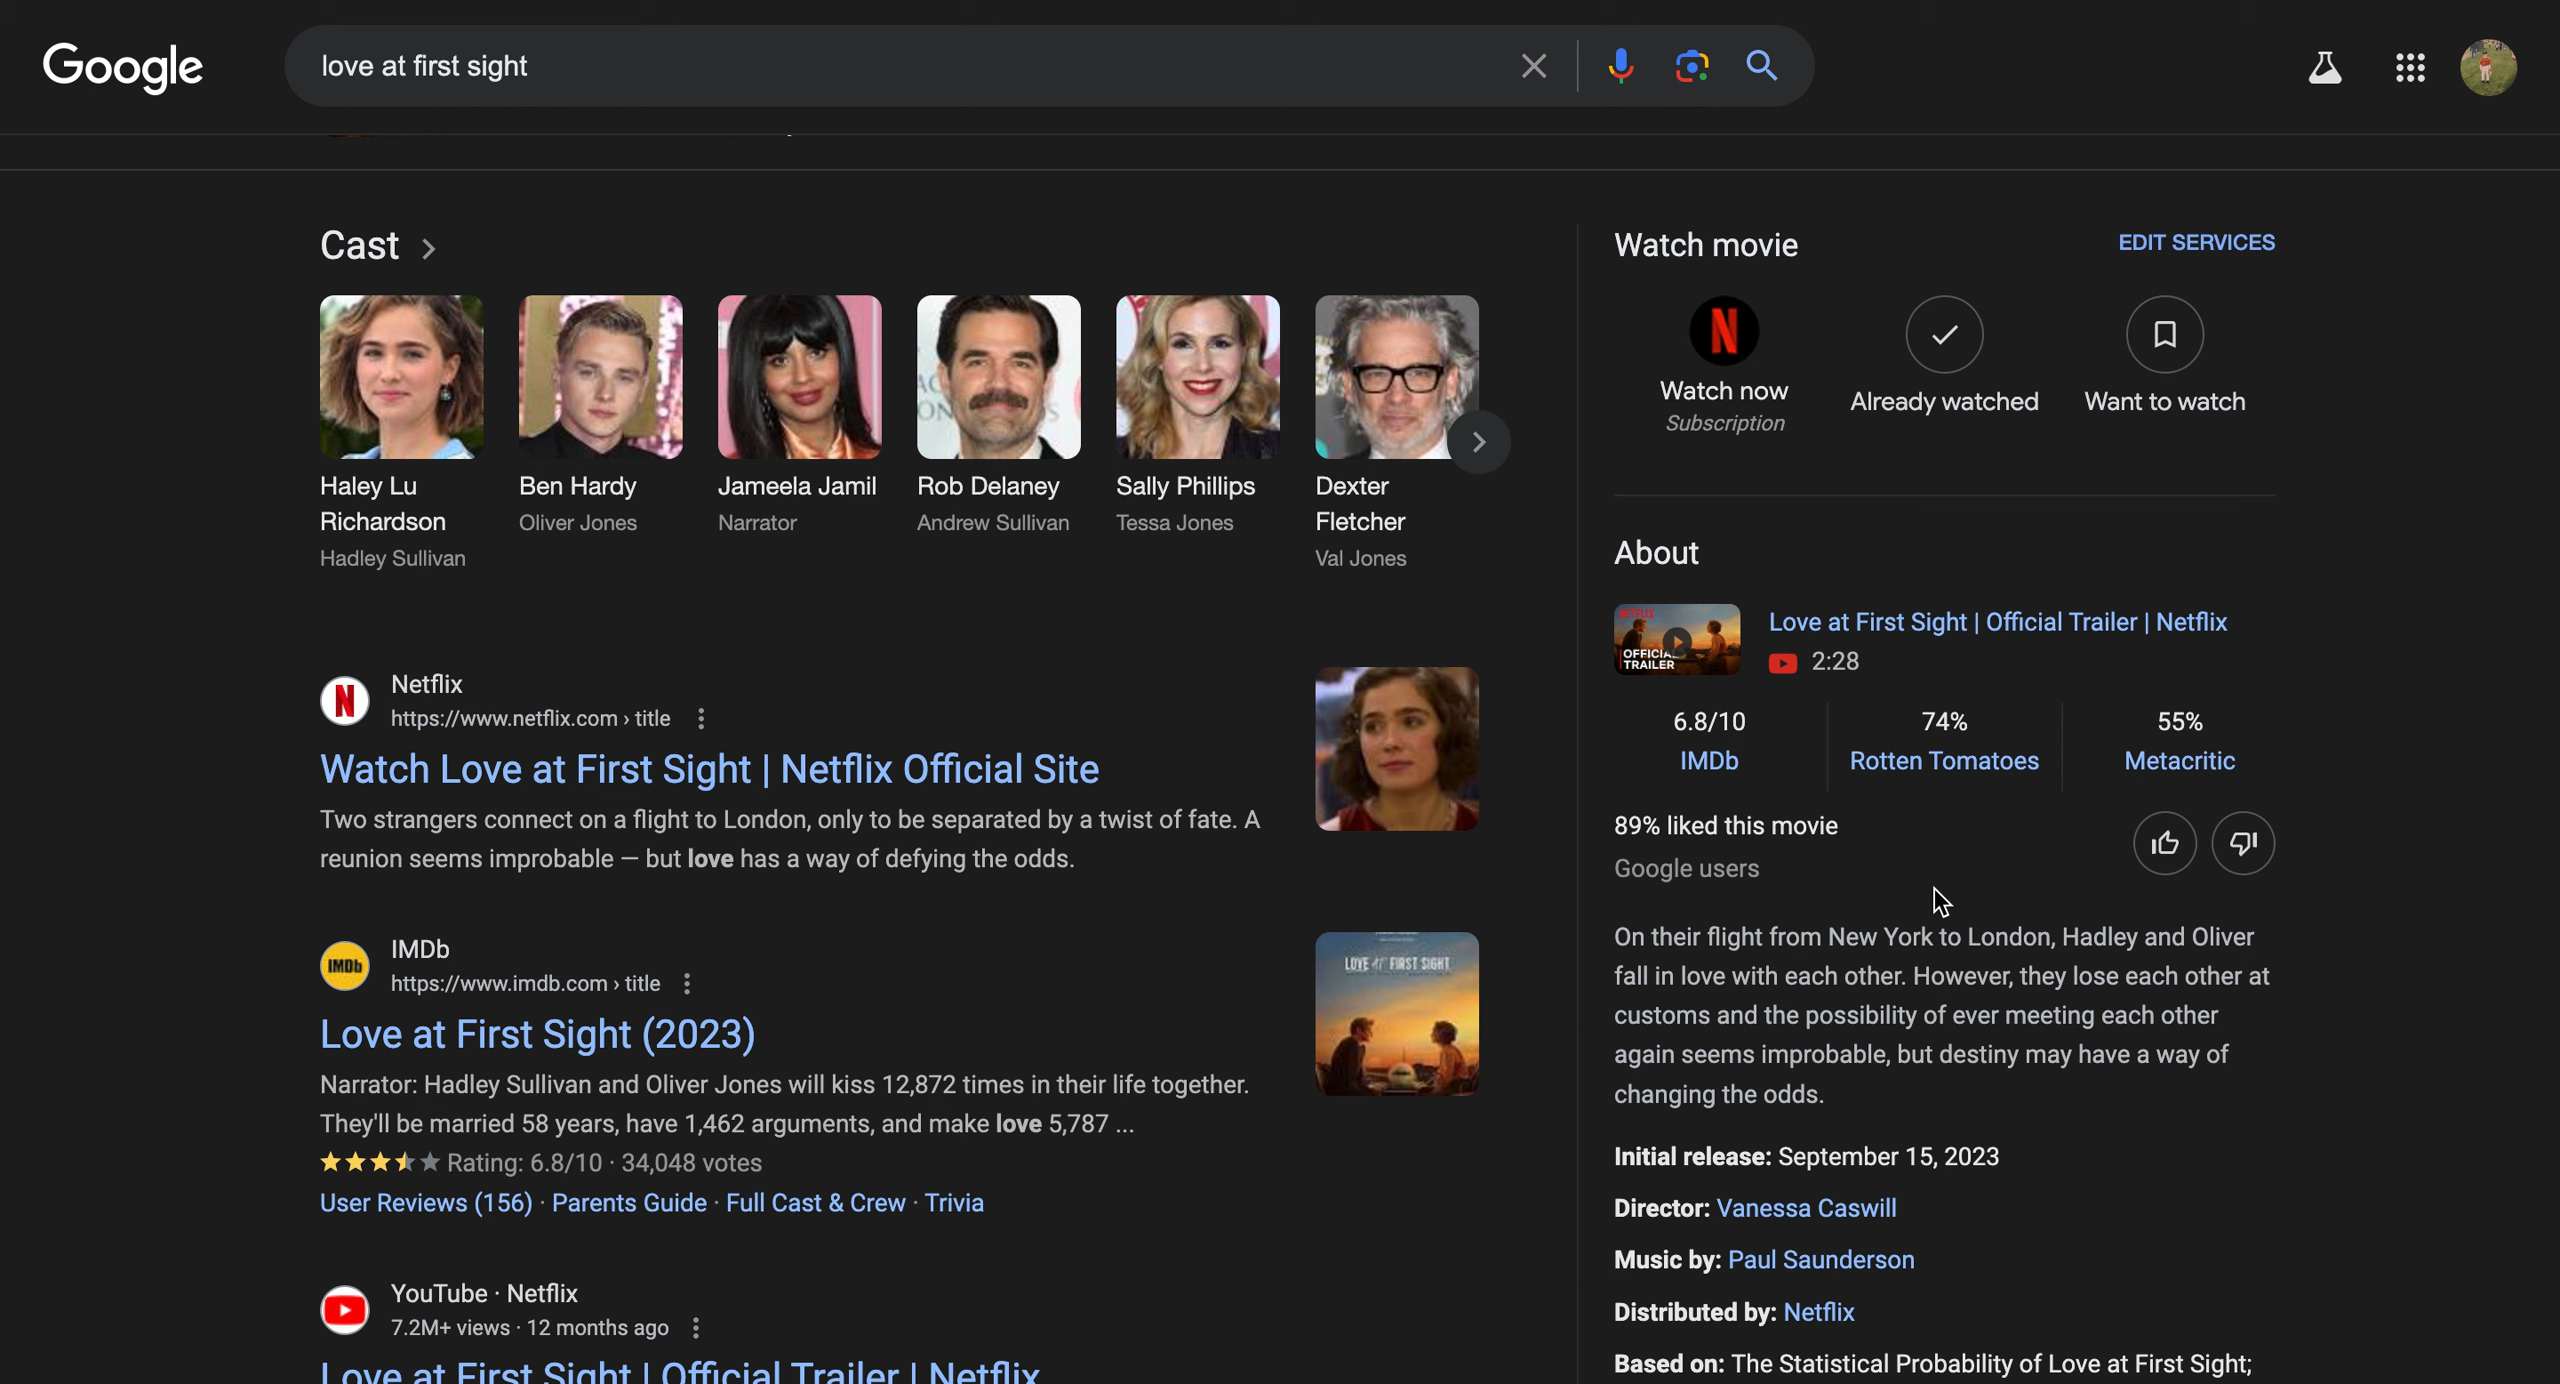 Google
love at first sight
Cast
Haley Lu
Richardson
Hadley Sullivan
Ben Hardy
Oliver Jones
Jameela Jamil
Narrator
Rob Delaney
Andrew Sullivan
Sally Phillips
Tessa Jones
Dexter
Fletcher
Val Jones
N
Netflix
https://www.netflix.com › title
Watch Love at First Sight | Netflix Official Site
Two strangers connect on a flight to London, only to be separated by a twist of fate. A
reunion seems improbable — but love has a way of defying the odds.
IMDb
IMDb
https://www.imdb.com › title
Love at First Sight (2023)
Narrator: Hadley Sullivan and Oliver Jones will kiss 12,872 times in their life together.
They'll be married 58 years, have 1,462 arguments, and make love 5,787 ...
Rating: 6.8/10 · 34,048 votes
User Reviews (156) · Parents Guide · Full Cast & Crew · Trivia
LOVE AT FIRST SIGHT
YouTube · Netflix
7.2M+ views · 12 months ago
Love at First Sight | Official Trailer | Netflix
Watch movie
EDIT SERVICES
N
Watch now
Subscription
Already watched
Want to watch
About
NETFLIX
OFFICIAL
TRAILER
Love at First Sight | Official Trailer | Netflix
2:28
6.8/10
IMDb
74%
Rotten Tomatoes
55%
Metacritic
89% liked this movie
Google users
On their flight from New York to London, Hadley and Oliver
fall in love with each other. However, they lose each other at
customs and the possibility of ever meeting each other
again seems improbable, but destiny may have a way of
changing the odds.
Initial release: September 15, 2023
Director: Vanessa Caswill
Music by: Paul Saunderson
Distributed by: Netflix
Based on: The Statistical Probability of Love at First Sight;